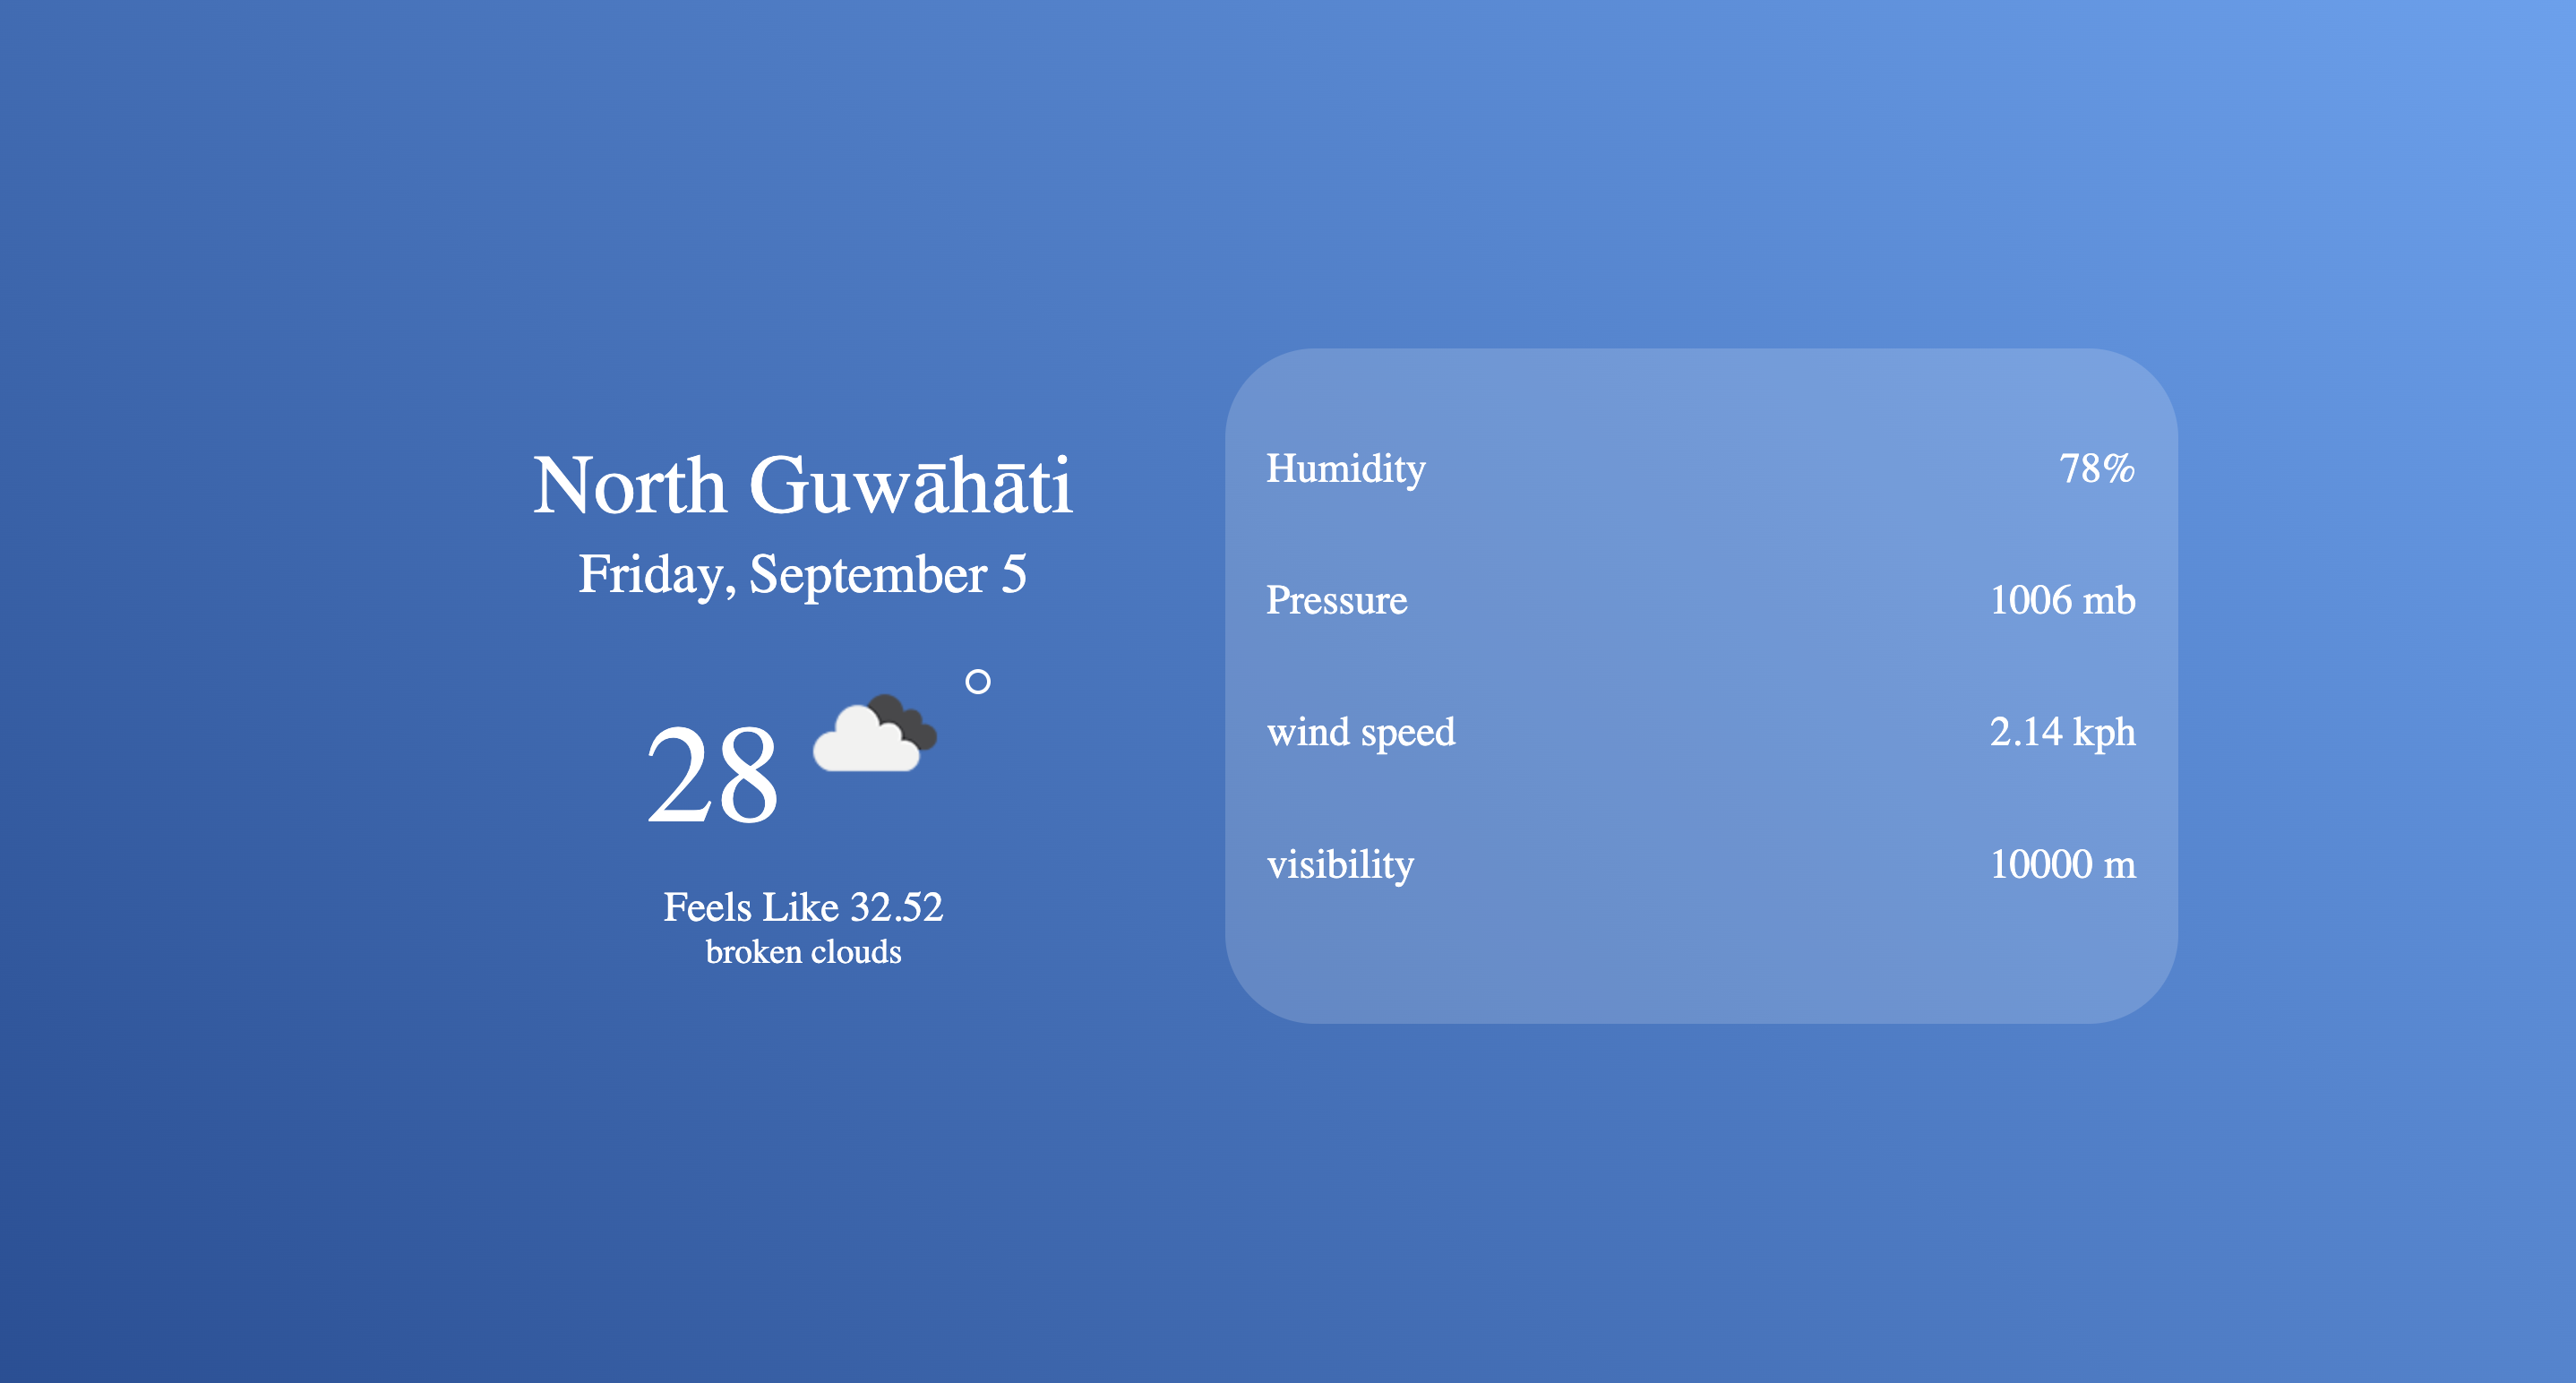 North Guwāhāti
Friday, September 5
28 °
Feels Like 32.52
broken clouds
Humidity 78%
Pressure 1006 mb
wind speed 2.14 kph
visibility 10000 m